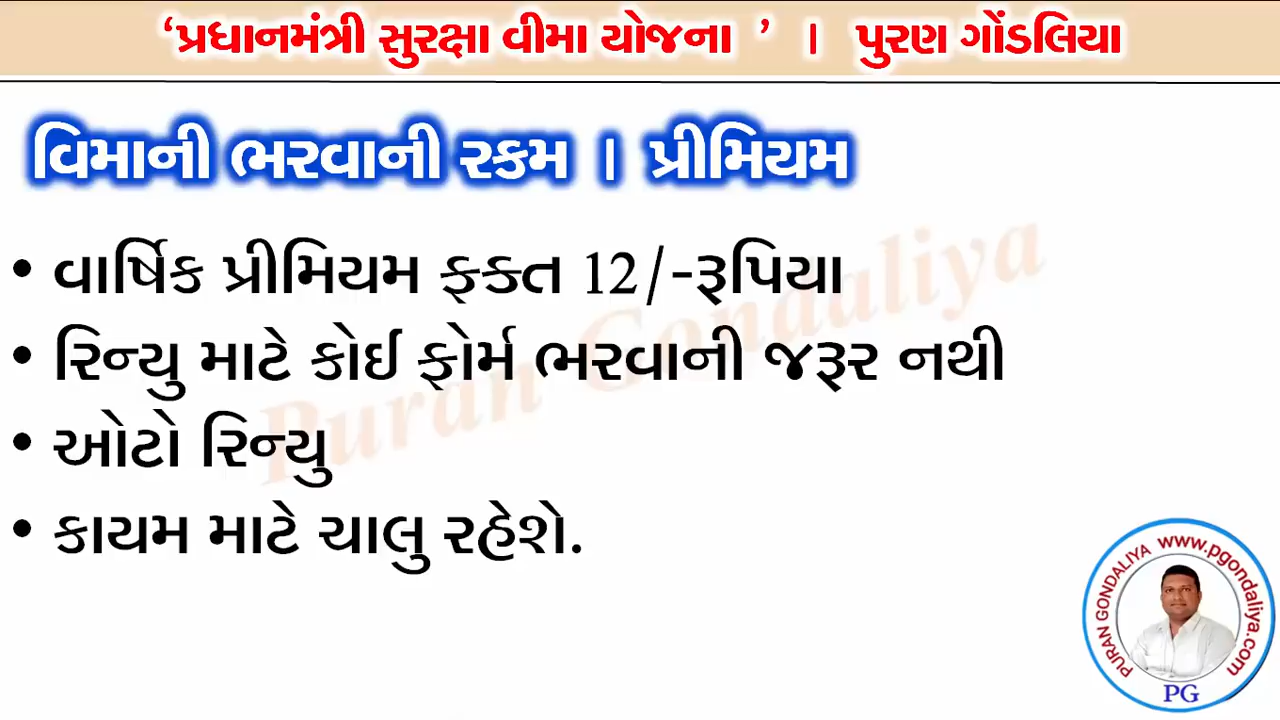 ‘પ્રધાનમંત્રી સુરક્ષા વીમા યોજના ’ । પુરણ ગોંડલિયા
વિમાની ભરવાની રકમ । પ્રીમિયમ
• વાર્ષિક પ્રીમિયમ ફક્ત 12/-રૂપિયા
• રિન્યુ માટે કોઈ ફોર્મ ભરવાની જરૂર નથી
• ઓટો રિન્યુ
• કાયમ માટે ચાલુ રહેશે.
Puran Gondaliya
PURAN GONDALIYA www.pgondaliya.com
PG